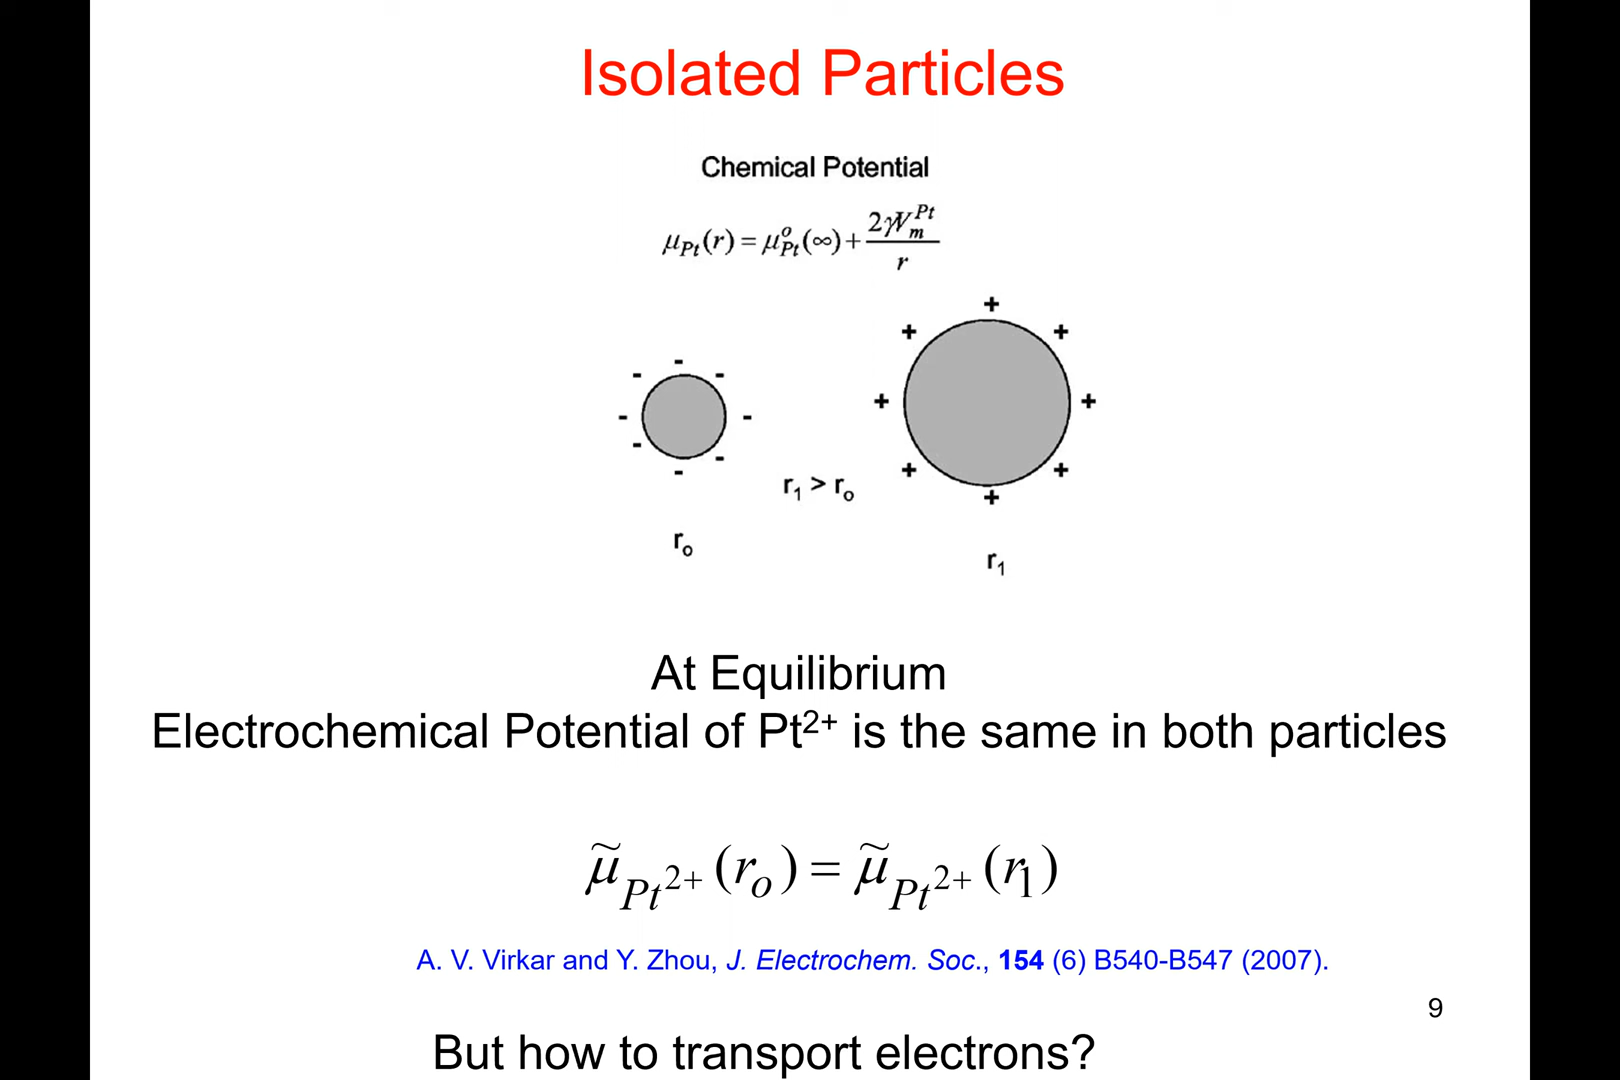 Isolated Particles
Chemical Potential
μPt(r) = μ°Pt(∞) + 2γVmPt / r
- - - - - - - -
+ + + + + + + +
r1 > ro
ro
r1
At Equilibrium
Electrochemical Potential of Pt²⁺ is the same in both particles
μ̃Pt²⁺(ro) = μ̃Pt²⁺(r1)
A. V. Virkar and Y. Zhou, J. Electrochem. Soc., 154 (6) B540-B547 (2007).
9
But how to transport electrons?